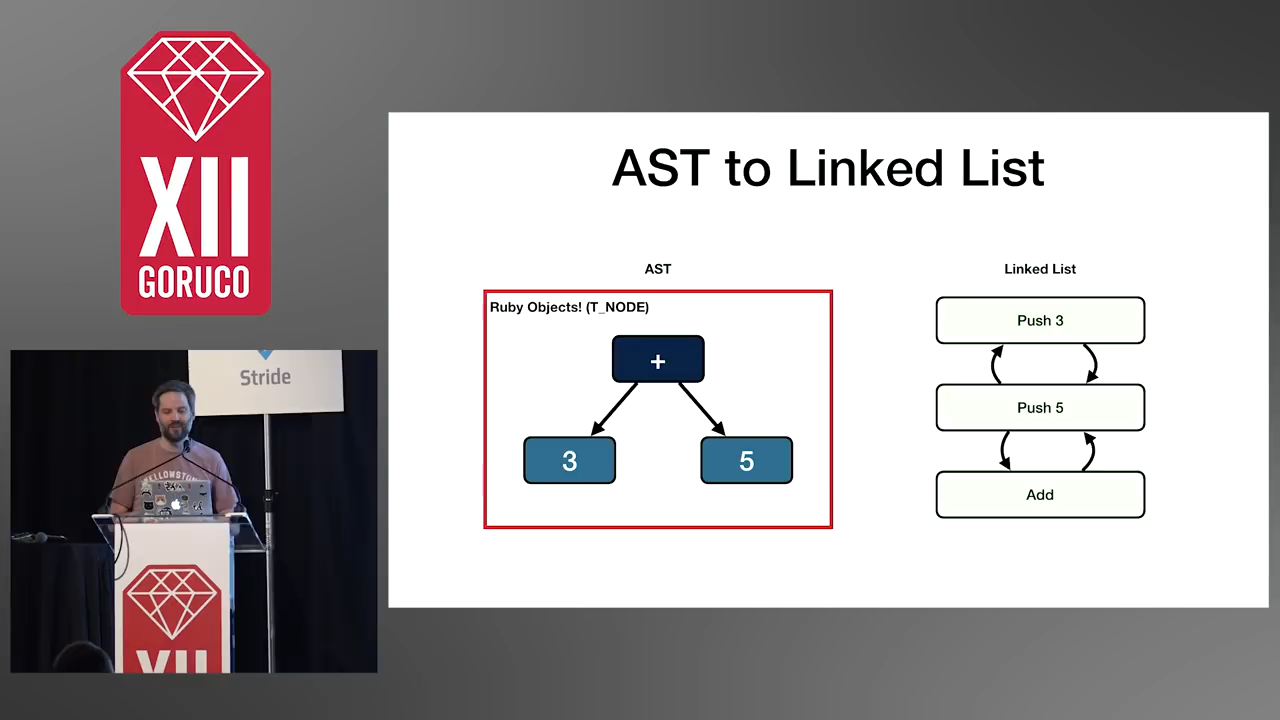 XII
GORUCO
Stride
YELLOWSTONE
XII
AST to Linked List
AST
Ruby Objects! (T_NODE)
+
3
5
Linked List
Push 3
Push 5
Add